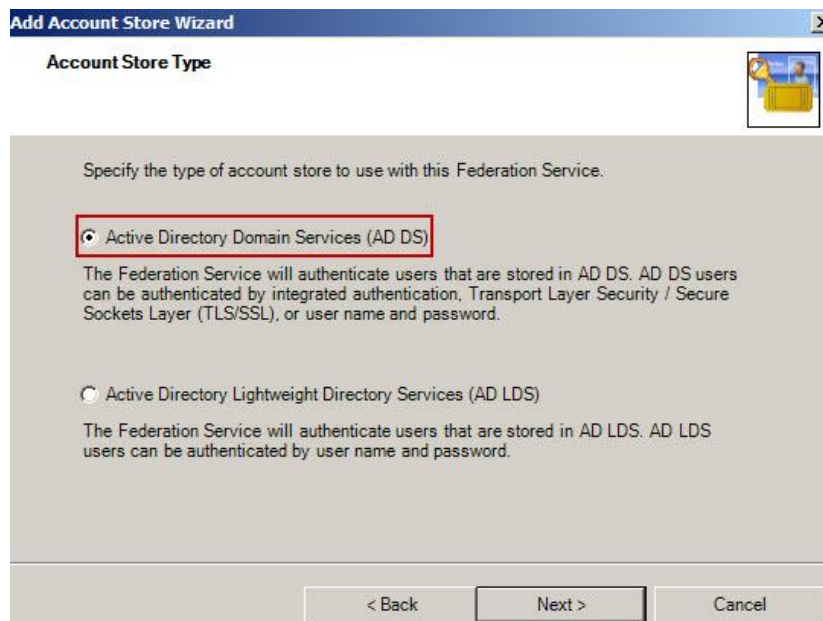 Add Account Store Wizard
Account Store Type
Specify the type of account store to use with this Federation Service.
Active Directory Domain Services (AD DS)
The Federation Service will authenticate users that are stored in AD DS. AD DS users
can be authenticated by integrated authentication, Transport Layer Security / Secure
Sockets Layer (TLS/SSL), or user name and password.
Active Directory Lightweight Directory Services (AD LDS)
The Federation Service will authenticate users that are stored in AD LDS. AD LDS
users can be authenticated by user name and password.
< Back
Next >
Cancel